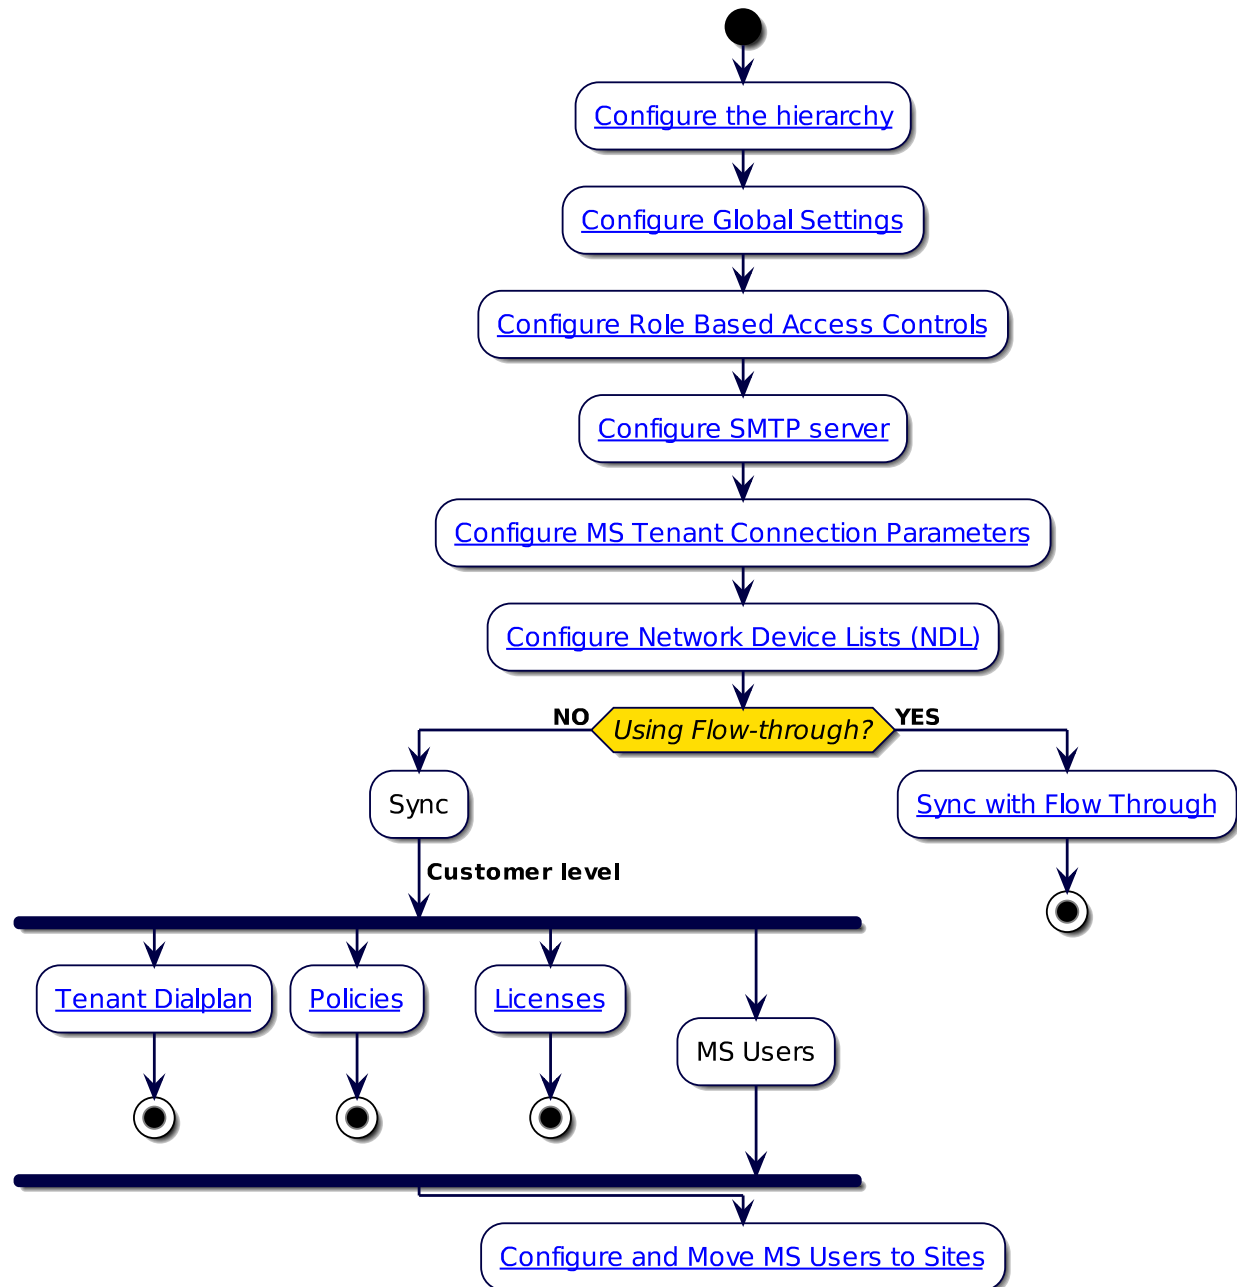 Configure the hierarchy
Configure Global Settings
Configure Role Based Access Controls
Configure SMTP server
Configure MS Tenant Connection Parameters
Configure Network Device Lists (NDL)
NO
Using Flow-through?
YES
Sync
Sync with Flow Through
Customer level
Tenant Dialplan
Policies
Licenses
MS Users
Configure and Move MS Users to Sites